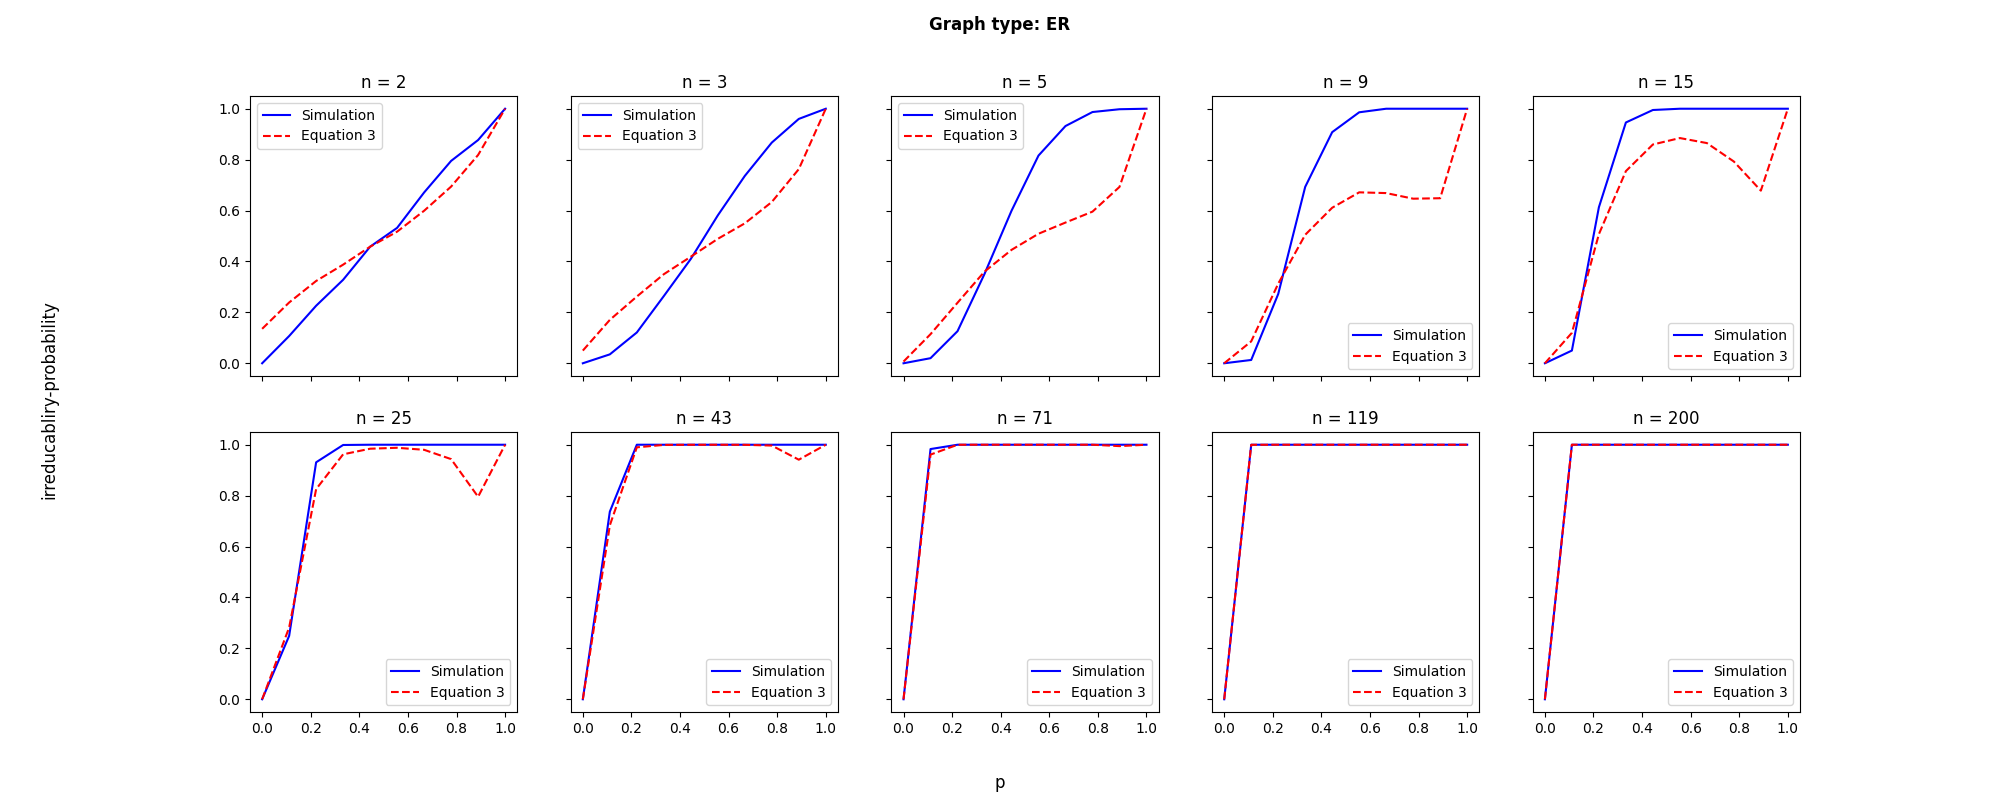 Graph type: ER
n = 2
n = 3
n = 5
n = 9
n = 15
1.0
0.8
0.6
0.4
0.2
0.0
Simulation
Equation 3
Simulation
Equation 3
Simulation
Equation 3
Simulation
Equation 3
Simulation
Equation 3
irreducabliry-probability
n = 25
n = 43
n = 71
n = 119
n = 200
1.0
0.8
0.6
0.4
0.2
0.0
Simulation
Equation 3
Simulation
Equation 3
Simulation
Equation 3
Simulation
Equation 3
Simulation
Equation 3
0.0 0.2 0.4 0.6 0.8 1.0
0.0 0.2 0.4 0.6 0.8 1.0
0.0 0.2 0.4 0.6 0.8 1.0
0.0 0.2 0.4 0.6 0.8 1.0
0.0 0.2 0.4 0.6 0.8 1.0
p